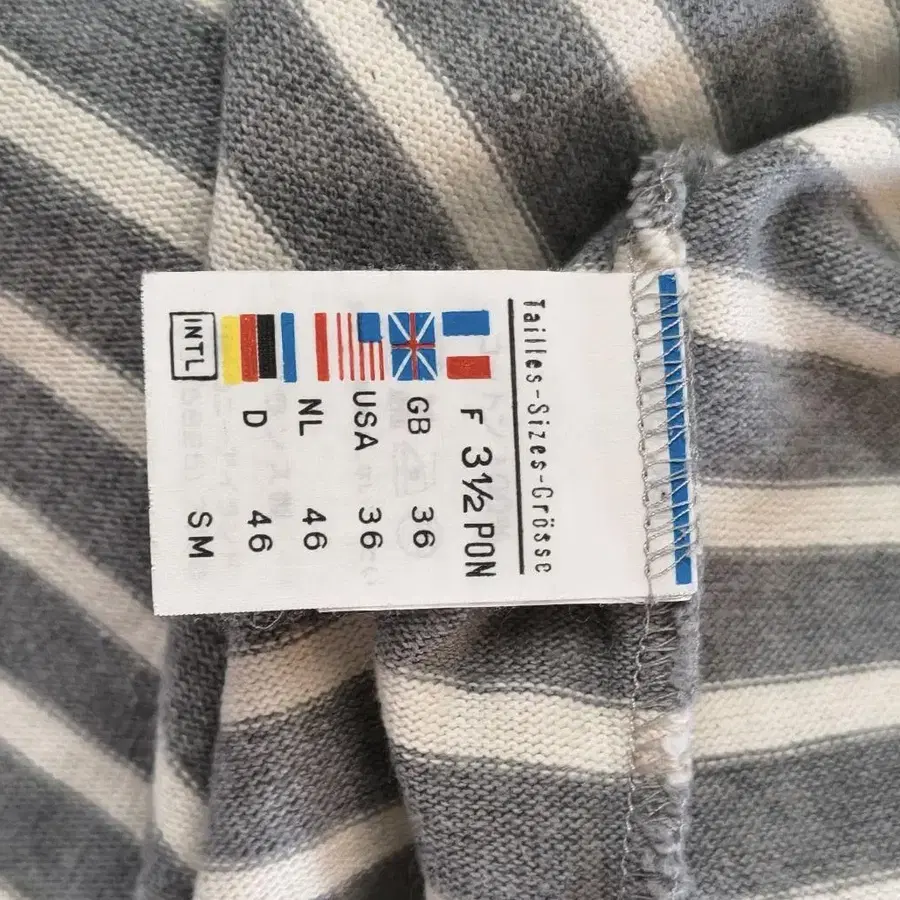 Tailles-Sizes-Grösse
F 3½ PON
GB 36
USA 36
NL 46
D 46
INTL SM